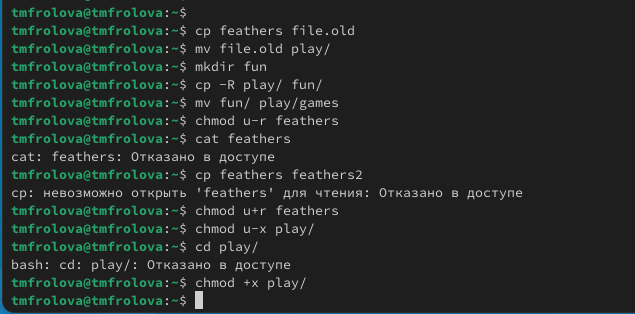 tmfrolova@tmfrolova:~$
tmfrolova@tmfrolova:~$ cp feathers file.old
tmfrolova@tmfrolova:~$ mv file.old play/
tmfrolova@tmfrolova:~$ mkdir fun
tmfrolova@tmfrolova:~$ cp -R play/ fun/
tmfrolova@tmfrolova:~$ mv fun/ play/games
tmfrolova@tmfrolova:~$ chmod u-r feathers
tmfrolova@tmfrolova:~$ cat feathers
cat: feathers: Отказано в доступе
tmfrolova@tmfrolova:~$ cp feathers feathers2
cp: невозможно открыть 'feathers' для чтения: Отказано в доступе
tmfrolova@tmfrolova:~$ chmod u+r feathers
tmfrolova@tmfrolova:~$ chmod u-x play/
tmfrolova@tmfrolova:~$ cd play/
bash: cd: play/: Отказано в доступе
tmfrolova@tmfrolova:~$ chmod +x play/
tmfrolova@tmfrolova:~$